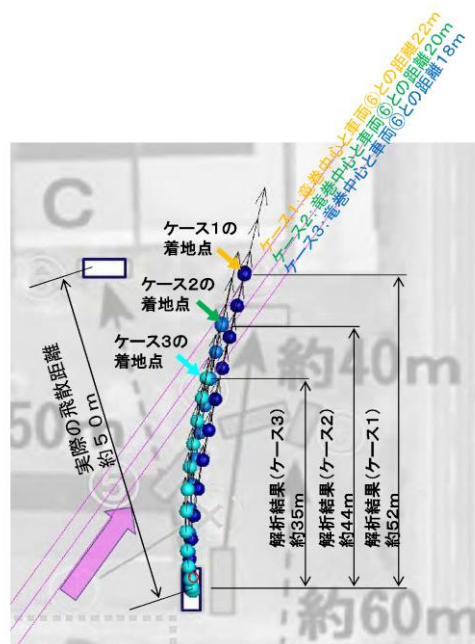 ケース1:竜巻中心と車両⑥との距離22m
ケース2:竜巻中心と車両⑥との距離20m
ケース3:竜巻中心と車両⑥との距離18m
C
ケース1の
着地点
ケース2の
着地点
ケース3の
着地点
実際の飛散距離
約50m
50m
約40m
⑤
解析結果(ケース3)
約35m
解析結果(ケース2)
約44m
解析結果(ケース1)
約52m
約60m